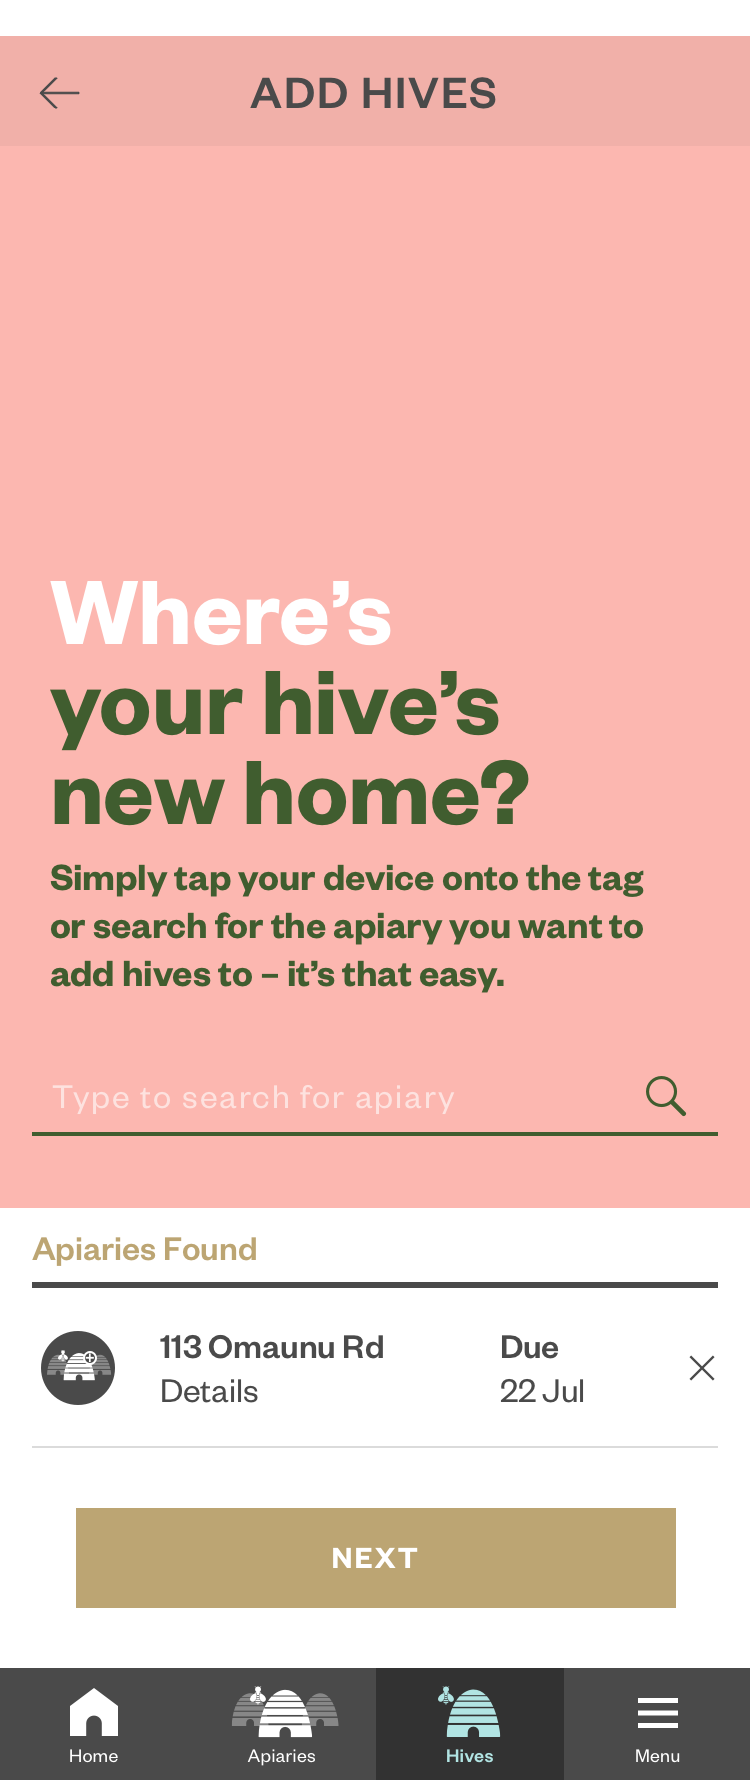 ADD HIVES
Where’s
your hive’s
new home?
Simply tap your device onto the tag
or search for the apiary you want to
add hives to – it’s that easy.
Type to search for apiary
Apiaries Found
113 Omaunu Rd Due
Details 22 Jul
NEXT
Home Apiaries Hives Menu